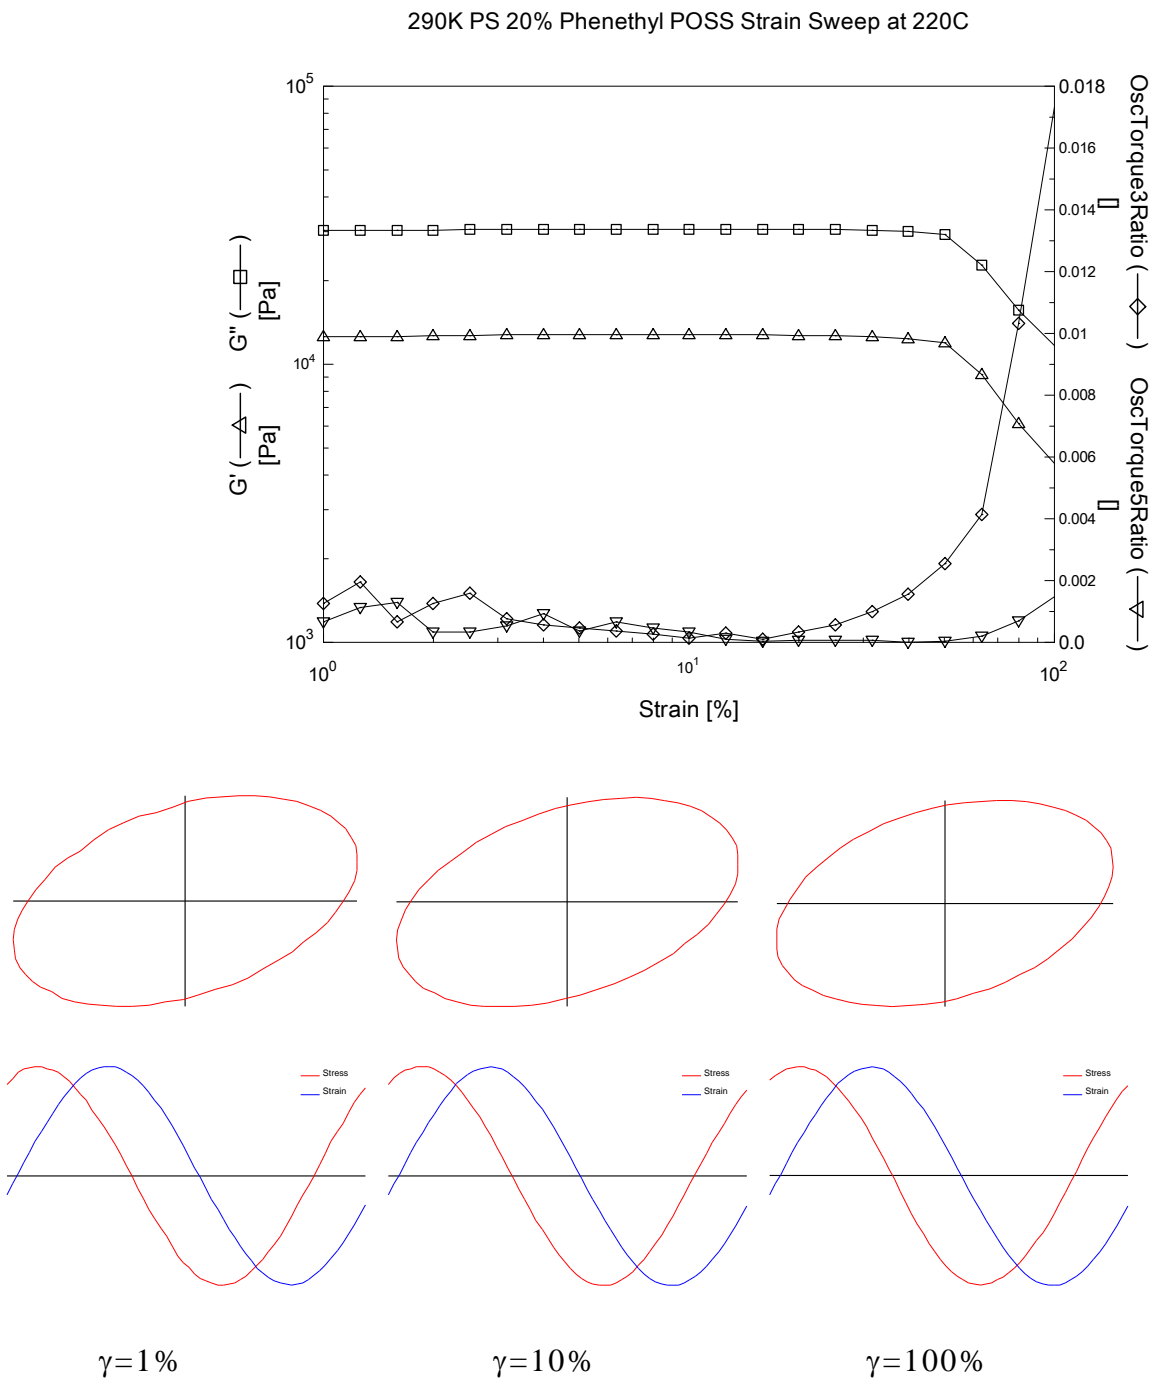 290K PS 20% Phenethyl POSS Strain Sweep at 220C
10^5
10^4
10^3
G'' (—□—)
[Pa]
G' (—△—)
[Pa]
0.018
0.016
0.014
0.012
0.01
0.008
0.006
0.004
0.002
0.0
OscTorque3Ratio (—◇—)
[]
OscTorque5Ratio (—▽—)
[]
10^0
10^1
10^2
Strain [%]
Stress
Strain
Stress
Strain
Stress
Strain
γ=1%
γ=10%
γ=100%